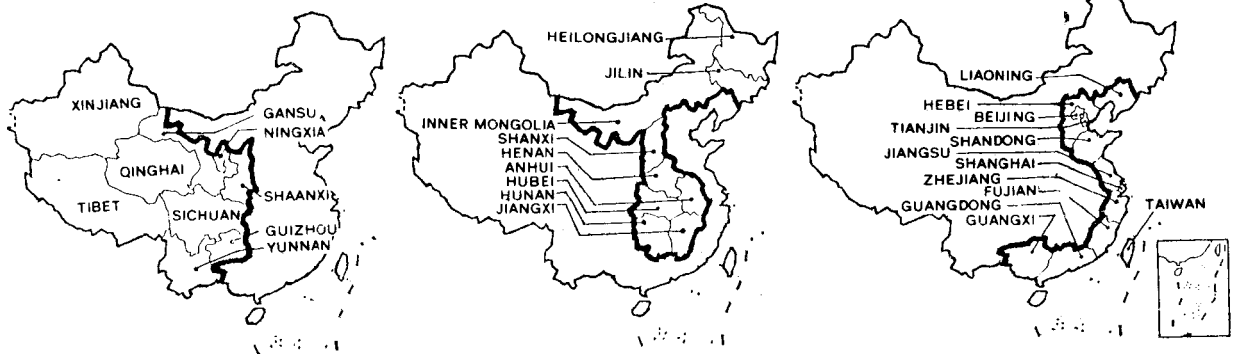 XINJIANG
GANSU
NINGXIA
QINGHAI
SHAANXI
TIBET
SICHUAN
GUIZHOU
YUNNAN
HEILONGJIANG
JILIN
INNER MONGOLIA
SHANXI
HENAN
ANHUI
HUBEI
HUNAN
JIANGXI
LIAONING
HEBEI
BEIJING
TIANJIN
SHANDONG
JIANGSU
SHANGHAI
ZHEJIANG
FUJIAN
GUANGDONG
GUANGXI
TAIWAN